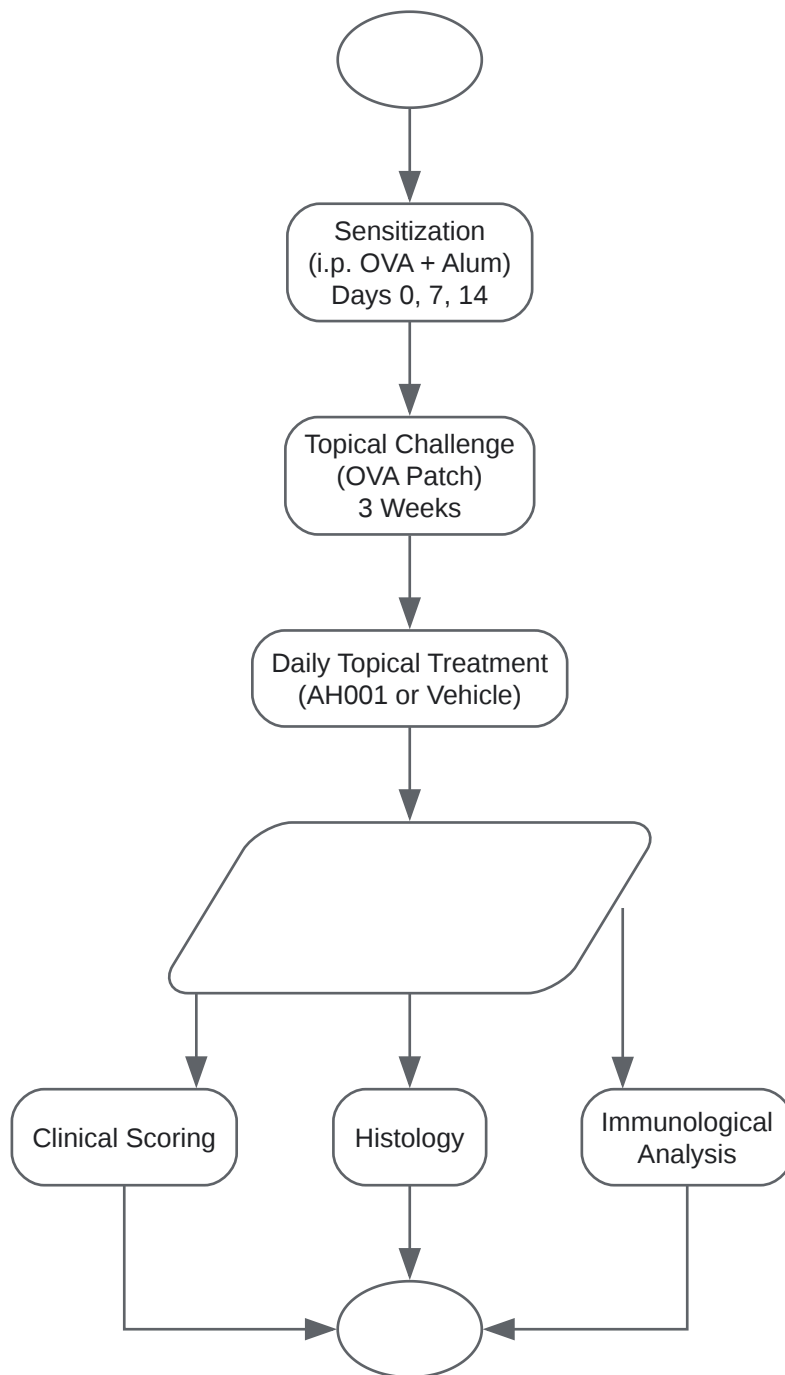 Sensitization
(i.p. OVA + Alum)
Days 0, 7, 14
Topical Challenge
(OVA Patch)
3 Weeks
Daily Topical Treatment
(AH001 or Vehicle)
Clinical Scoring
Histology
Immunological
Analysis